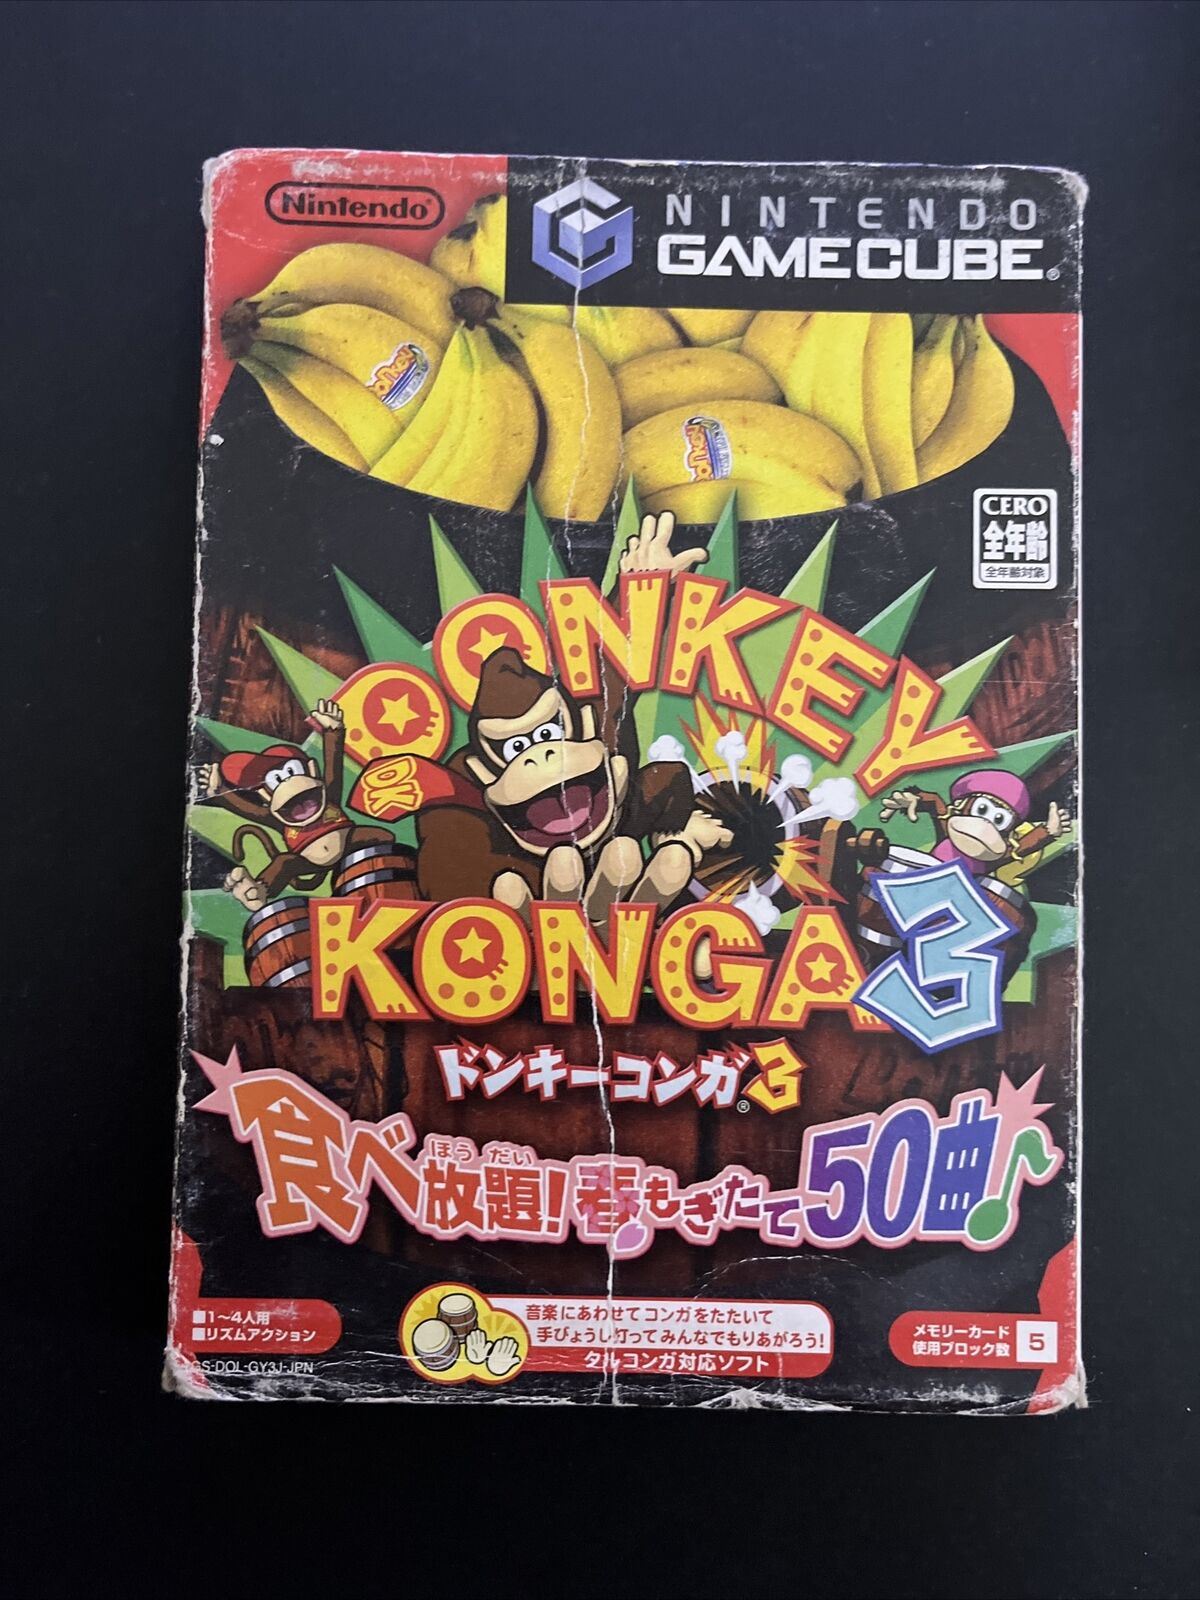 Nintendo®
NINTENDO
GAMECUBE®
CERO
全年齢
全年齢対象
DONKEY
DK
KONGA 3
ドンキーコンガ®3
ほうだい
食べ放題!春もぎたて50曲
■1~4人用
■リズムアクション
GS-DOL-GY3J-JPN
音楽にあわせてコンガをたたいて
手びょうし打ってみんなでもりあがろう!
タルコンガ対応ソフト
メモリーカード
使用ブロック数 5